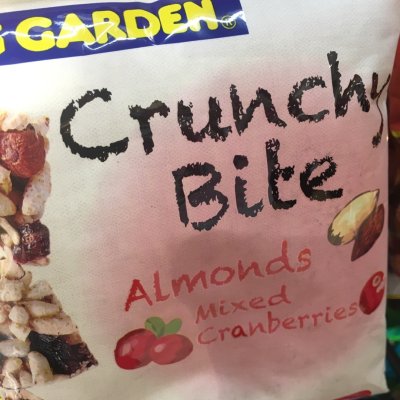 GARDEN®
Crunchy
Bite
Almonds
Mixed
Cranberries